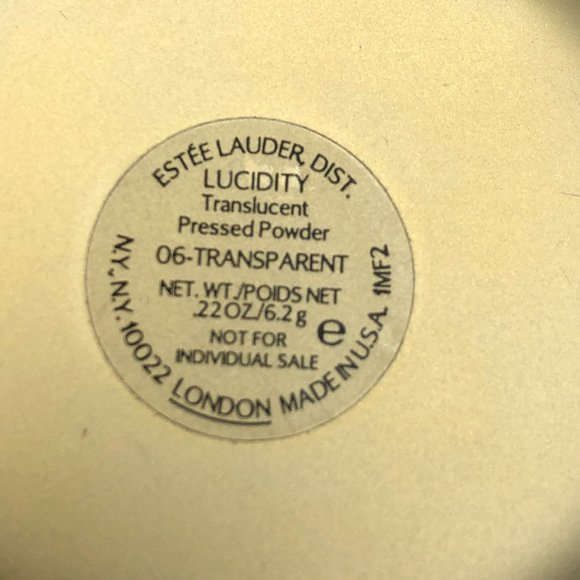 ESTÉE LAUDER, DIST.
LUCIDITY
Translucent
Pressed Powder
06-TRANSPARENT
NET. WT./POIDS NET
.22 OZ./6.2 g e
NOT FOR
INDIVIDUAL SALE
N.Y., N.Y. 10022 LONDON MADE IN U.S.A. 1MF2